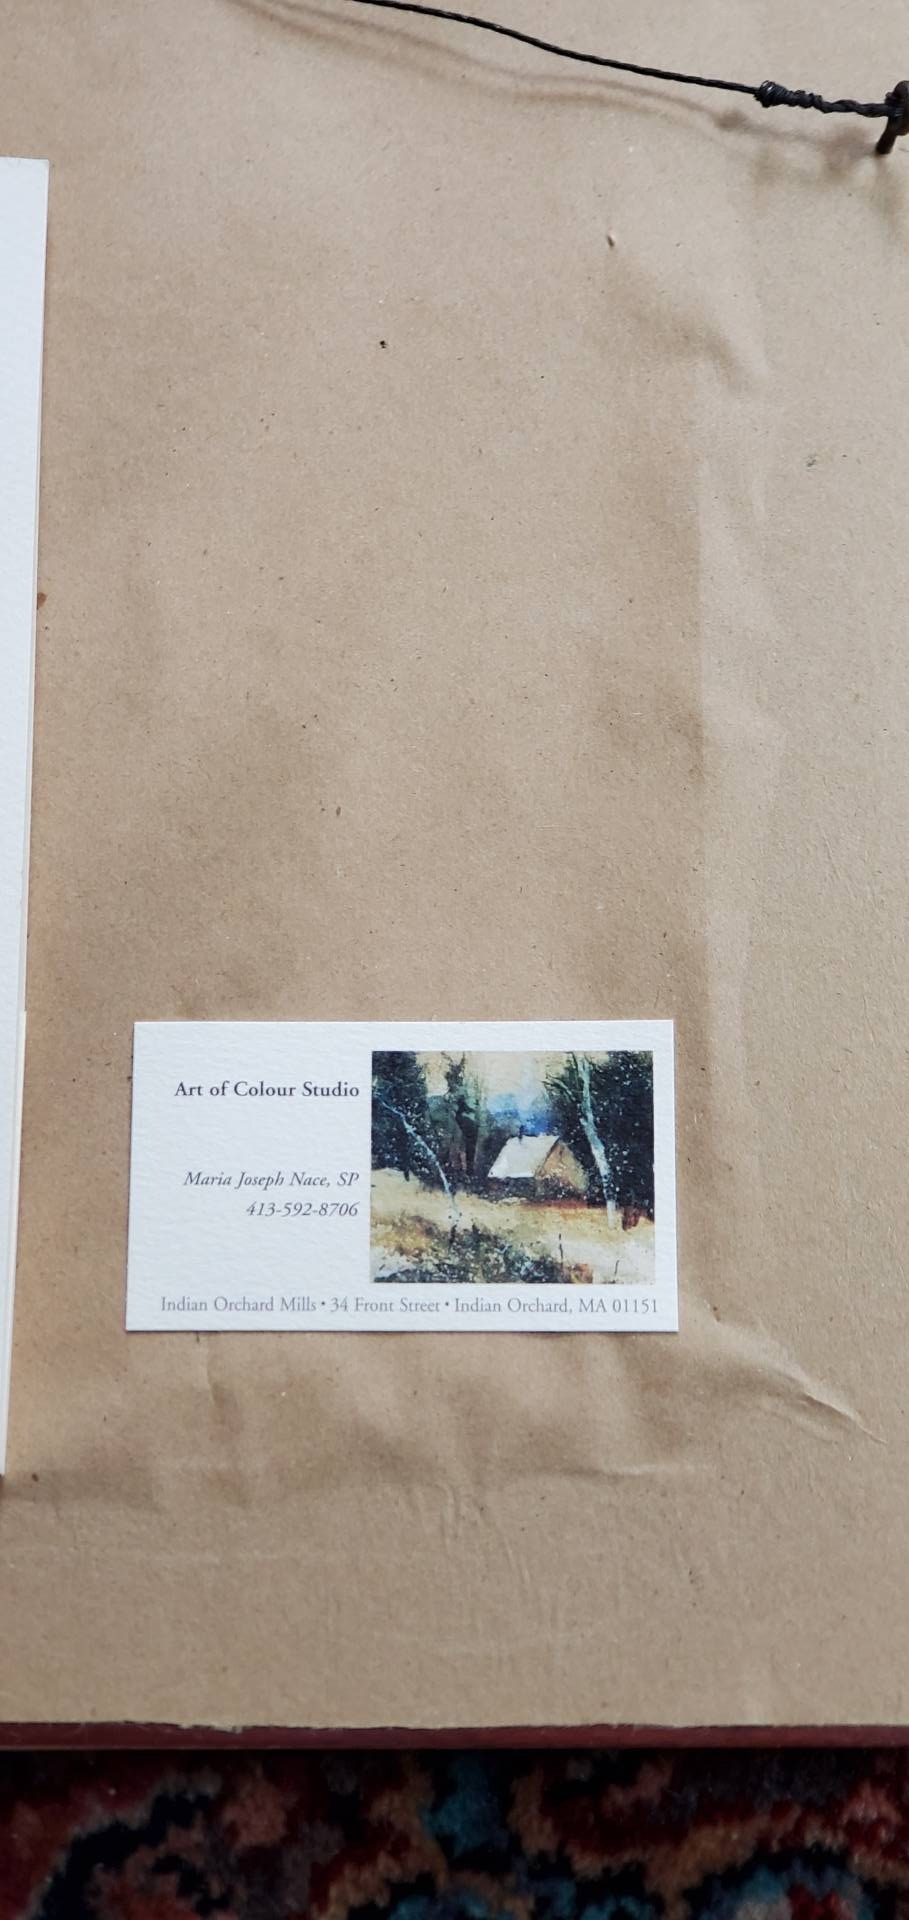 Art of Colour Studio
Maria Joseph Nace, SP
413-592-8706
Indian Orchard Mills • 34 Front Street • Indian Orchard, MA 01151